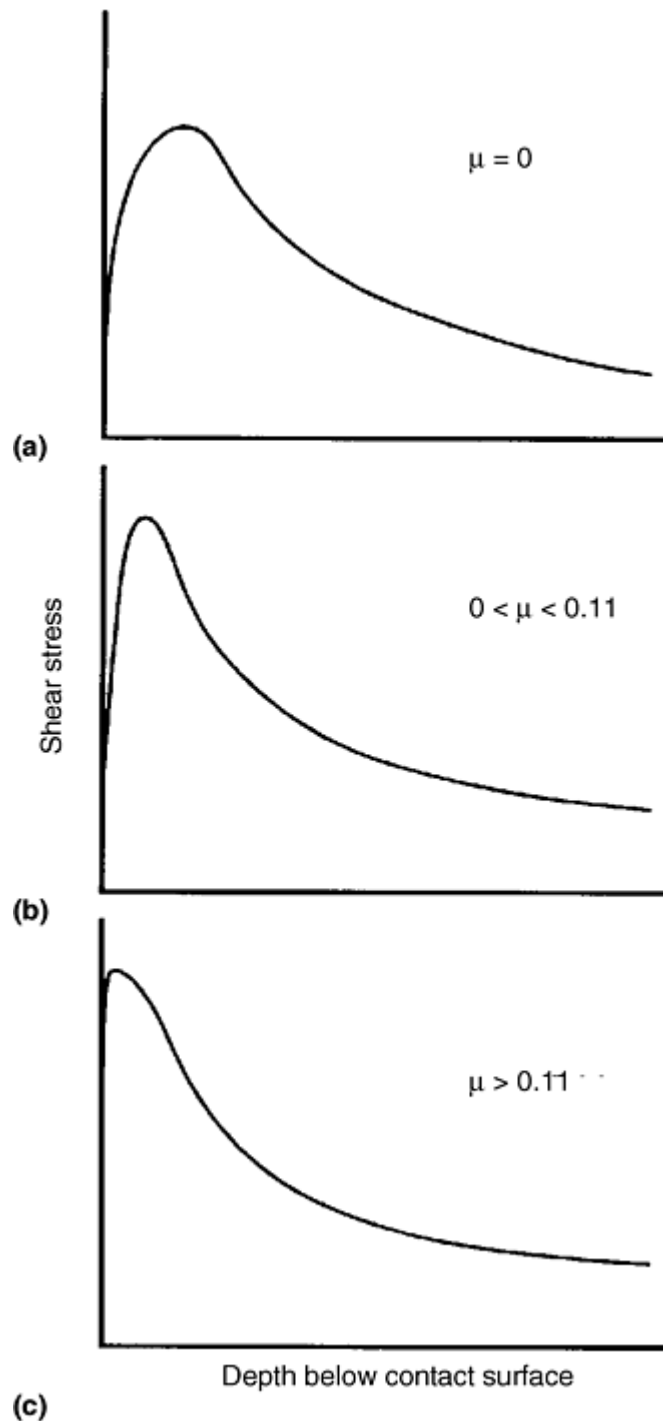 μ = 0
(a)
Shear stress
0 < μ < 0.11
(b)
μ > 0.11
Depth below contact surface
(c)